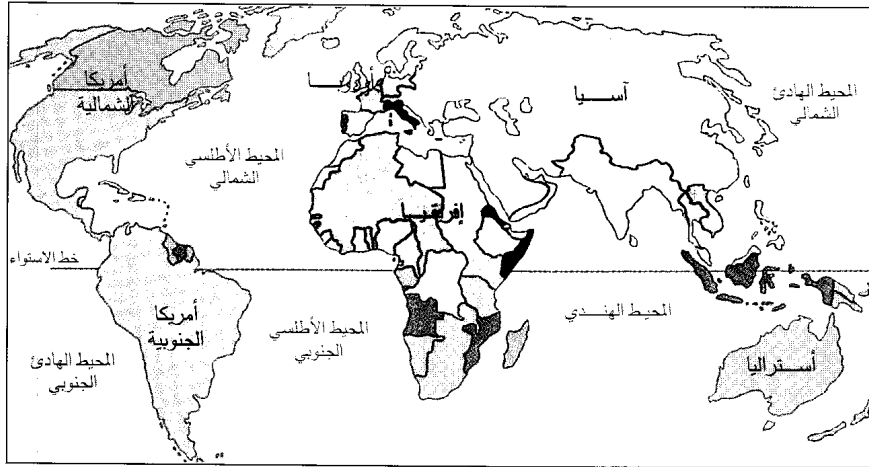 أمريكا
الشمالية
أوروبـــا
آســـيا
المحيط الهادئ
الشمالي
المحيط الأطلسي
الشمالي
إفريقيـا
خط الاستواء
أمريكا
الجنوبية
المحيط الأطلسي
الجنوبي
المحيط الهنـــدي
المحيط الهادئ
الجنوبي
أســـتراليا